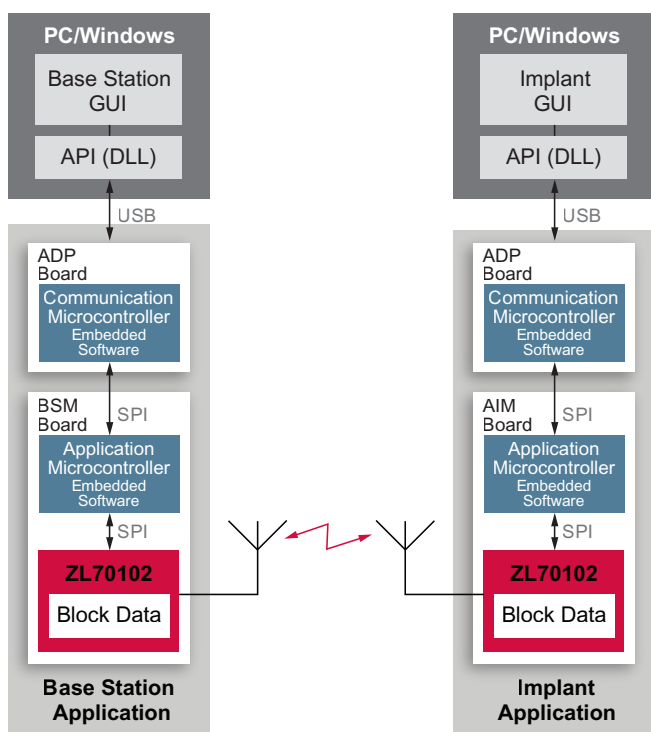 PC/Windows
Base Station
GUI
API (DLL)
USB
ADP
Board
Communication
Microcontroller
Embedded
Software
SPI
BSM
Board
Application
Microcontroller
Embedded
Software
SPI
ZL70102
Block Data
Base Station
Application
PC/Windows
Implant
GUI
API (DLL)
USB
ADP
Board
Communication
Microcontroller
Embedded
Software
SPI
AIM
Board
Application
Microcontroller
Embedded
Software
SPI
ZL70102
Block Data
Implant
Application